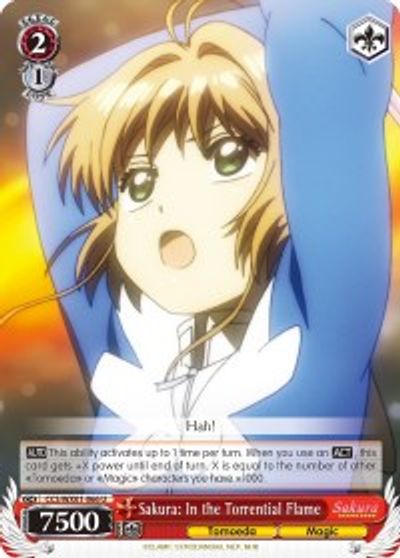 2
1
Hah!
AUTO This ability activates up to 1 time per turn. When you use an ACT, this
card gets +X power until end of turn. X is equal to the number of other
«Tomoeda» or «Magic» characters you have ×1000.
Sakura: In the Torrential Flame
Sakura
7500
Tomoeda Magic